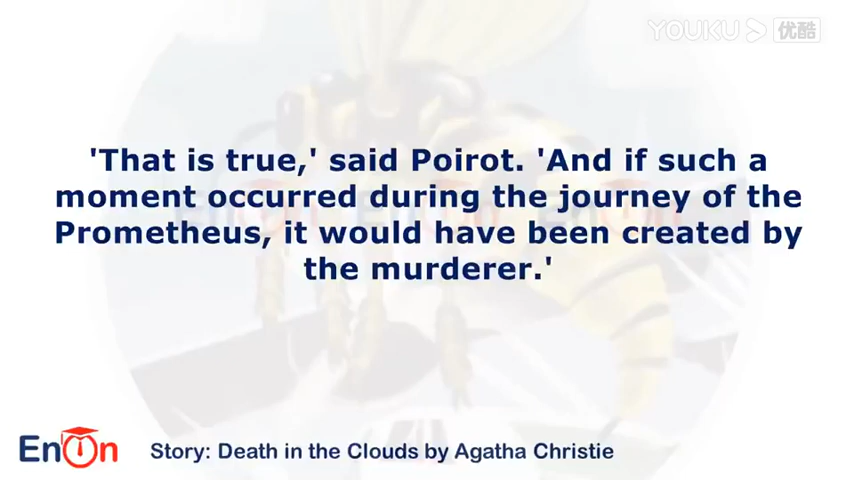 YOUKU 优酷
'That is true,' said Poirot. 'And if such a
moment occurred during the journey of the
Prometheus, it would have been created by
the murderer.'
EnOn
Story: Death in the Clouds by Agatha Christie